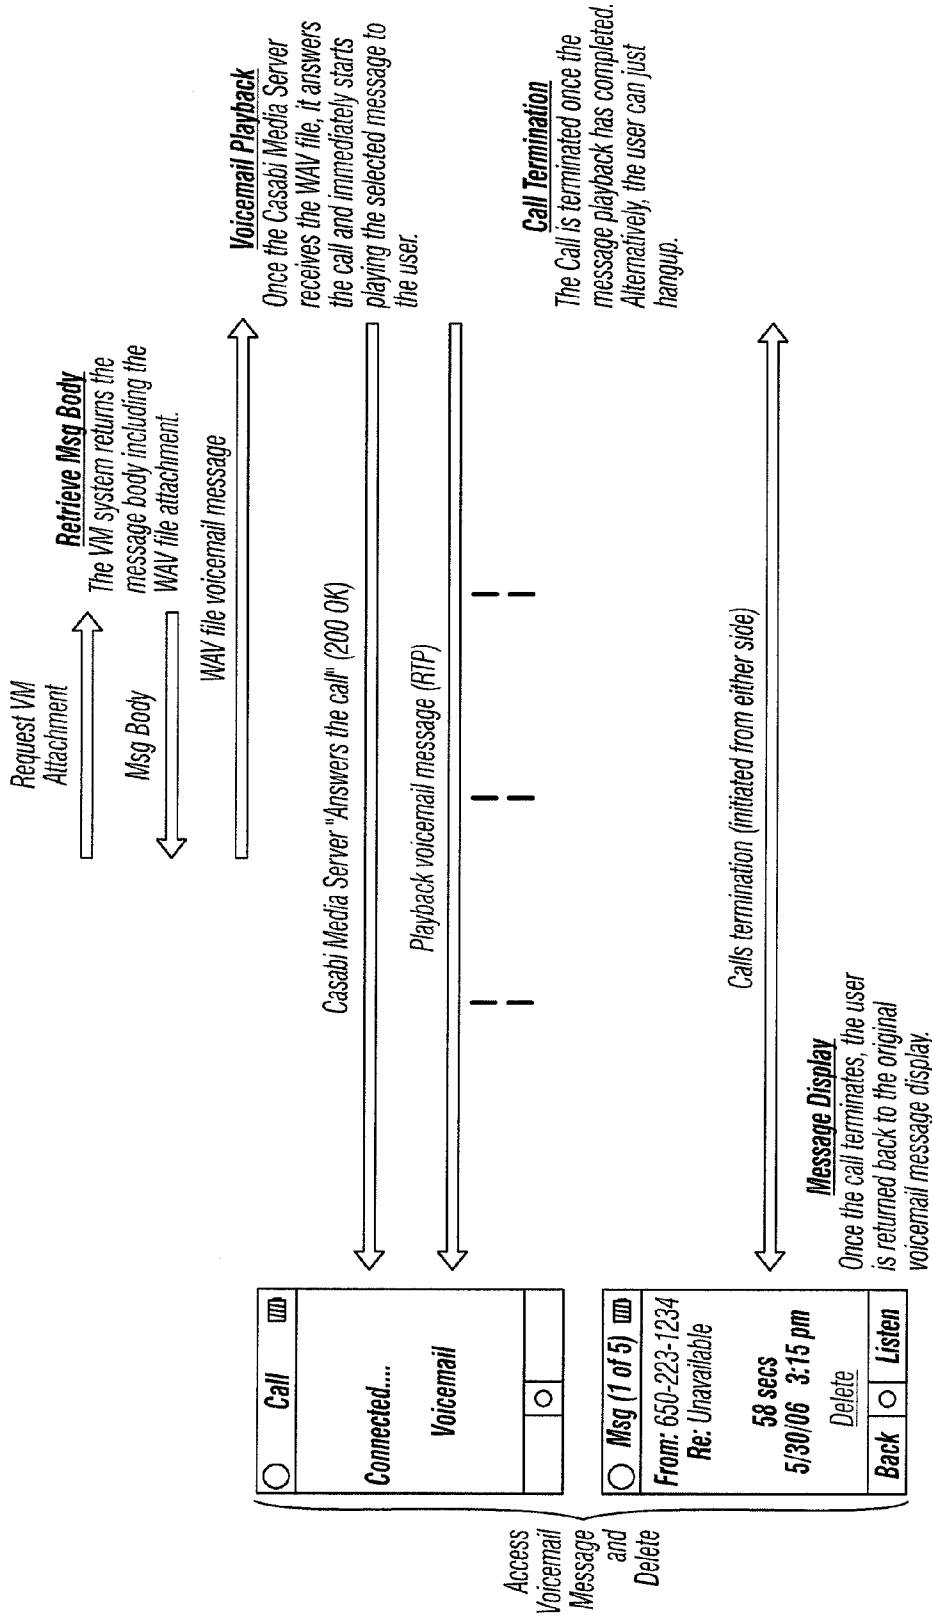 Request VM
Attachment
Retrieve Msg Body
The VM system returns the
message body including the
WAV file attachment.
Msg Body
WAV file voicemail message
Voicemail Playback
Once the Casabi Media Server
receives the WAV file, it answers
the call and immediately starts
playing the selected message to
the user.
Call
Connected....
Voicemail
Casabi Media Server "Answers the call" (200 OK)
Playback voicemail message (RTP)
Call Termination
The Call is terminated once the
message playback has completed.
Alternatively, the user can just
hangup.
Access
Voicemail
Message
and
Delete
Msg (1 of 5)
From: 650-223-1234
Re: Unavailable
58 secs
5/30/06 3:15 pm
Delete
Back
Listen
Calls termination (initiated from either side)
Message Display
Once the call terminates, the user
is returned back to the original
voicemail message display.